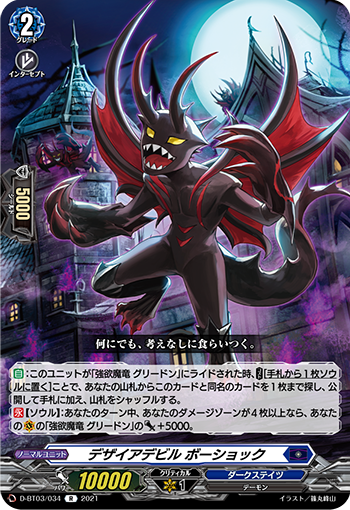 2
グレード
インターセプト
5000
シールド
何にでも、考えなしに食らいつく。
自:このユニットが「強欲魔竜 グリードン」にライドされた時、[手札から1枚ソウルに置く]ことで、あなたの山札からこのカードと同名のカードを1枚まで探し、公開して手札に加え、山札をシャッフルする。
永【ソウル】:あなたのターン中、あなたのダメージゾーンが4枚以上なら、あなたの の「強欲魔竜 グリードン」の +5000。
ノーマルユニット
デザイアデビル ボーショック
パワー
10000
クリティカル
1
ダークステイツ
デーモン
D-BT03/034 R 2021
イラスト/篠丸峰山